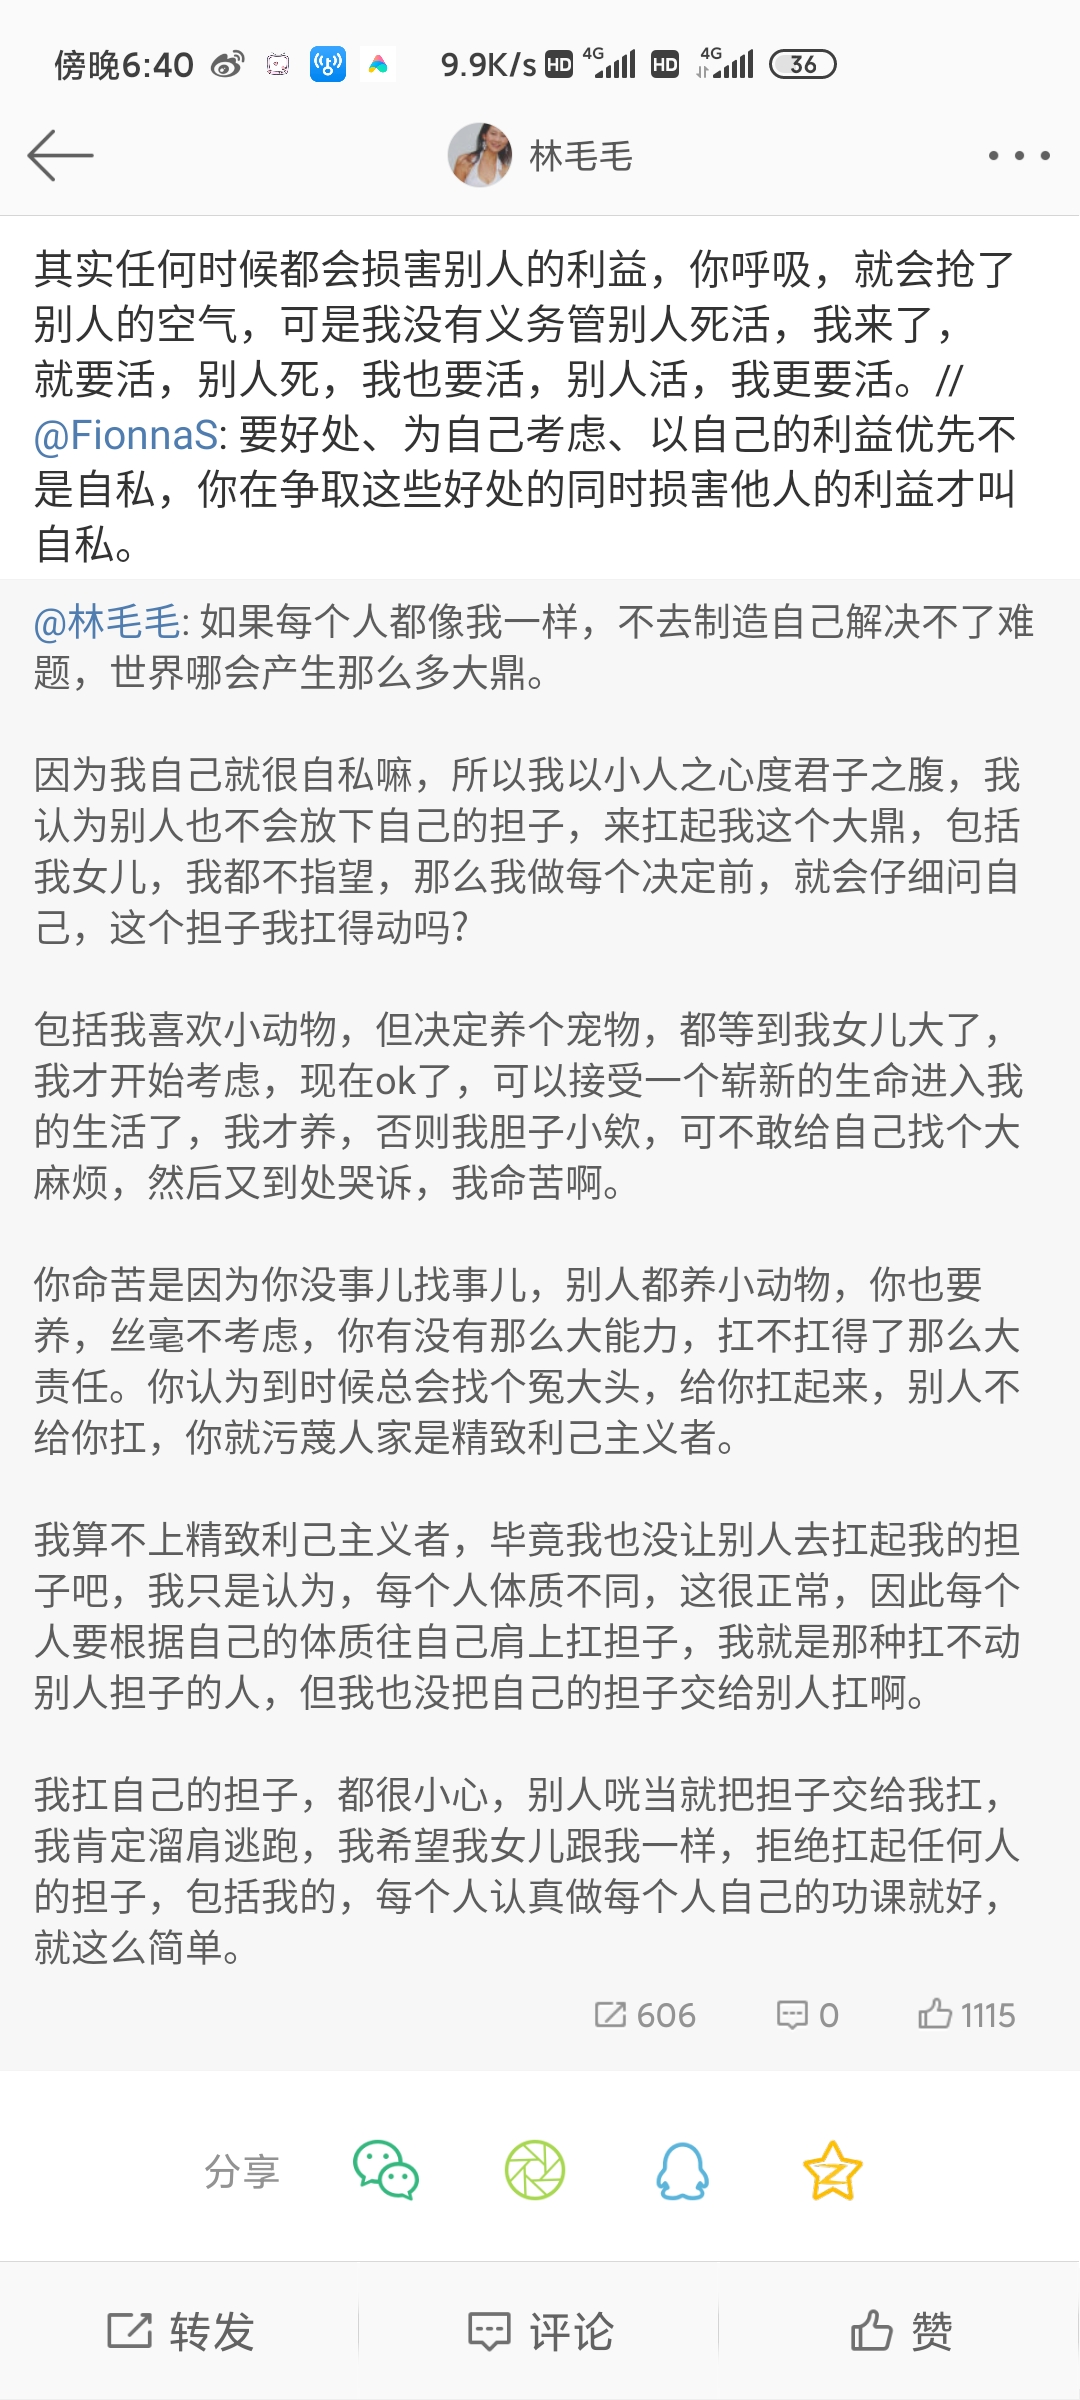 傍晚6:40 9.9K/s HD 4G HD 4G 36
林毛毛
其实任何时候都会损害别人的利益，你呼吸，就会抢了
别人的空气，可是我没有义务管别人死活，我来了，
就要活，别人死，我也要活，别人活，我更要活。//
@FionnaS: 要好处、为自己考虑、以自己的利益优先不
是自私，你在争取这些好处的同时损害他人的利益才叫
自私。
@林毛毛: 如果每个人都像我一样，不去制造自己解决不了难
题，世界哪会产生那么多大鼎。
因为我自己就很自私嘛，所以我以小人之心度君子之腹，我
认为别人也不会放下自己的担子，来扛起我这个大鼎，包括
我女儿，我都不指望，那么我做每个决定前，就会仔细问自
己，这个担子我扛得动吗？
包括我喜欢小动物，但决定养个宠物，都等到我女儿大了，
我才开始考虑，现在ok了，可以接受一个崭新的生命进入我
的生活了，我才养，否则我胆子小欸，可不敢给自己找个大
麻烦，然后又到处哭诉，我命苦啊。
你命苦是因为你没事儿找事儿，别人都养小动物，你也要
养，丝毫不考虑，你有没有那么大能力，扛不扛得了那么大
责任。你认为到时候总会找个冤大头，给你扛起来，别人不
给你扛，你就污蔑人家是精致利己主义者。
我算不上精致利己主义者，毕竟我也没让别人去扛起我的担
子吧，我只是认为，每个人体质不同，这很正常，因此每个
人要根据自己的体质往自己肩上扛担子，我就是那种扛不动
别人担子的人，但我也没把自己的担子交给别人扛啊。
我扛自己的担子，都很小心，别人咣当就把担子交给我扛，
我肯定溜肩逃跑，我希望我女儿跟我一样，拒绝扛起任何人
的担子，包括我的，每个人认真做每个人自己的功课就好，
就这么简单。
606 0 1115
分享
转发 评论 赞